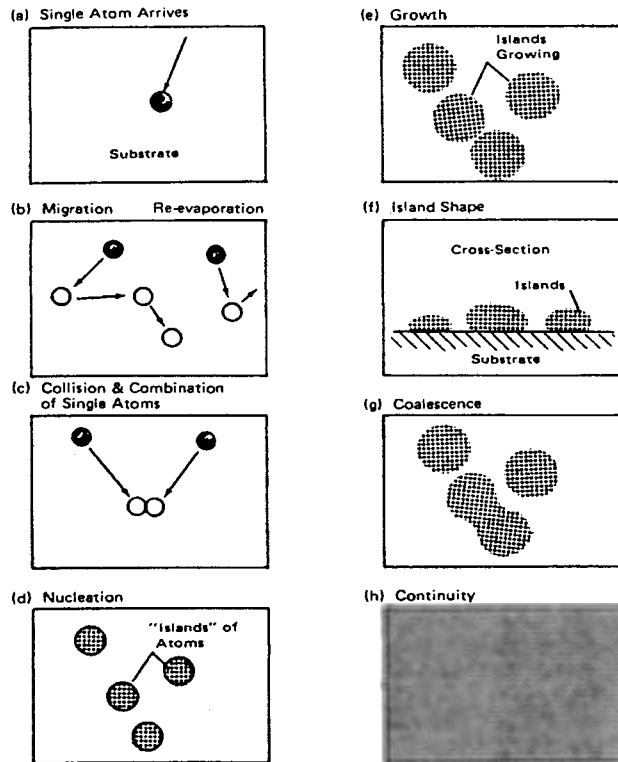 (a) Single Atom Arrives
Substrate
(b) Migration Re-evaporation
(c) Collision & Combination
of Single Atoms
(d) Nucleation
"Islands" of
Atoms
(e) Growth
Islands
Growing
(f) Island Shape
Cross-Section
Islands
Substrate
(g) Coalescence
(h) Continuity